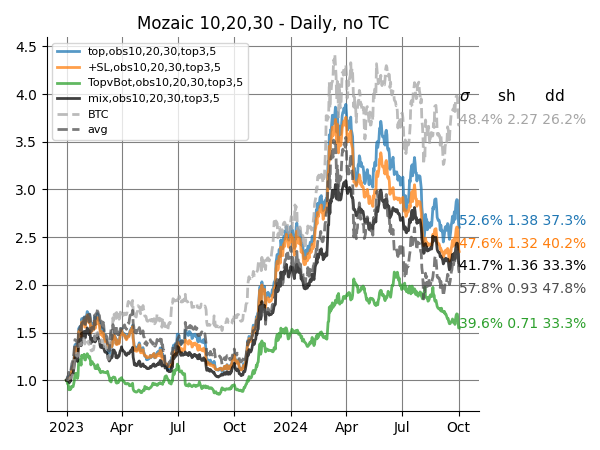 Mozaic 10,20,30 - Daily, no TC
4.5
4.0
3.5
3.0
2.5
2.0
1.5
1.0
top,obs10,20,30,top3,5
+SL,obs10,20,30,top3,5
TopvBot,obs10,20,30,top3,5
mix,obs10,20,30,top3,5
BTC
avg
σ sh dd
48.4% 2.27 26.2%
52.6% 1.38 37.3%
47.6% 1.32 40.2%
41.7% 1.36 33.3%
57.8% 0.93 47.8%
39.6% 0.71 33.3%
2023 Apr Jul Oct 2024 Apr Jul Oct